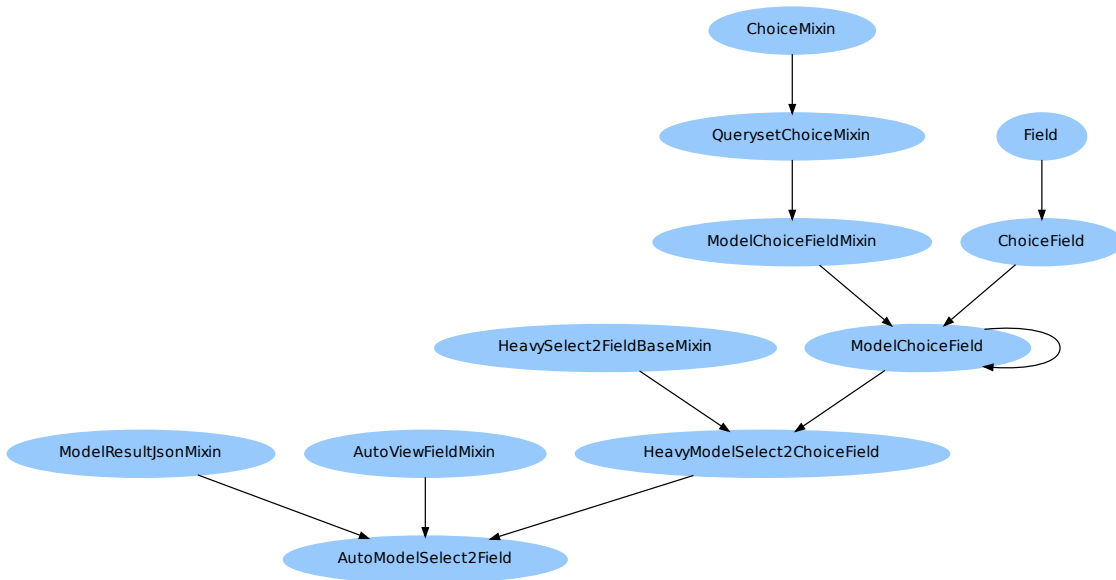 ChoiceMixin
QuerysetChoiceMixin
Field
ModelChoiceFieldMixin
ChoiceField
HeavySelect2FieldBaseMixin
ModelChoiceField
ModelResultJsonMixin
AutoViewFieldMixin
HeavyModelSelect2ChoiceField
AutoModelSelect2Field